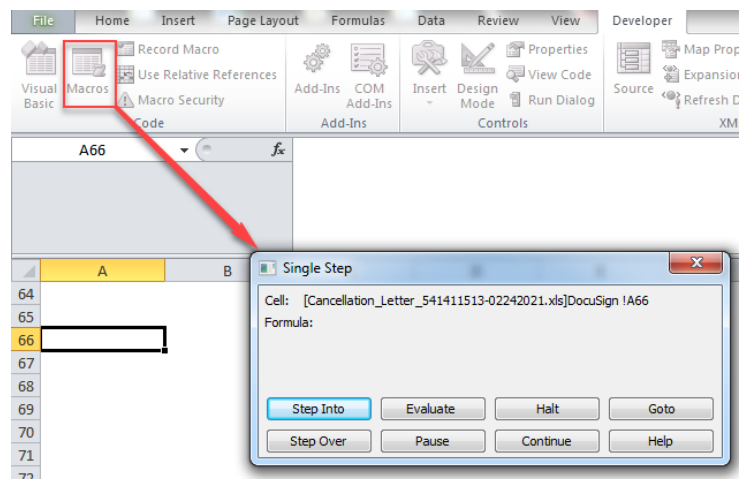 File Home Insert Page Layout Formulas Data Review View Developer
Record Macro
Use Relative References
Macro Security
Visual Basic
Macros
Code
Add-Ins
COM Add-Ins
Add-Ins
Insert
Design Mode
Properties
View Code
Run Dialog
Controls
Source
Map Prop
Expansion
Refresh D
XM
A66 fx
A B
64
65
66
67
68
69
70
71
72
Single Step
Cell: [Cancellation_Letter_541411513-02242021.xls]DocuSign !A66
Formula:
Step Into Evaluate Halt Goto
Step Over Pause Continue Help